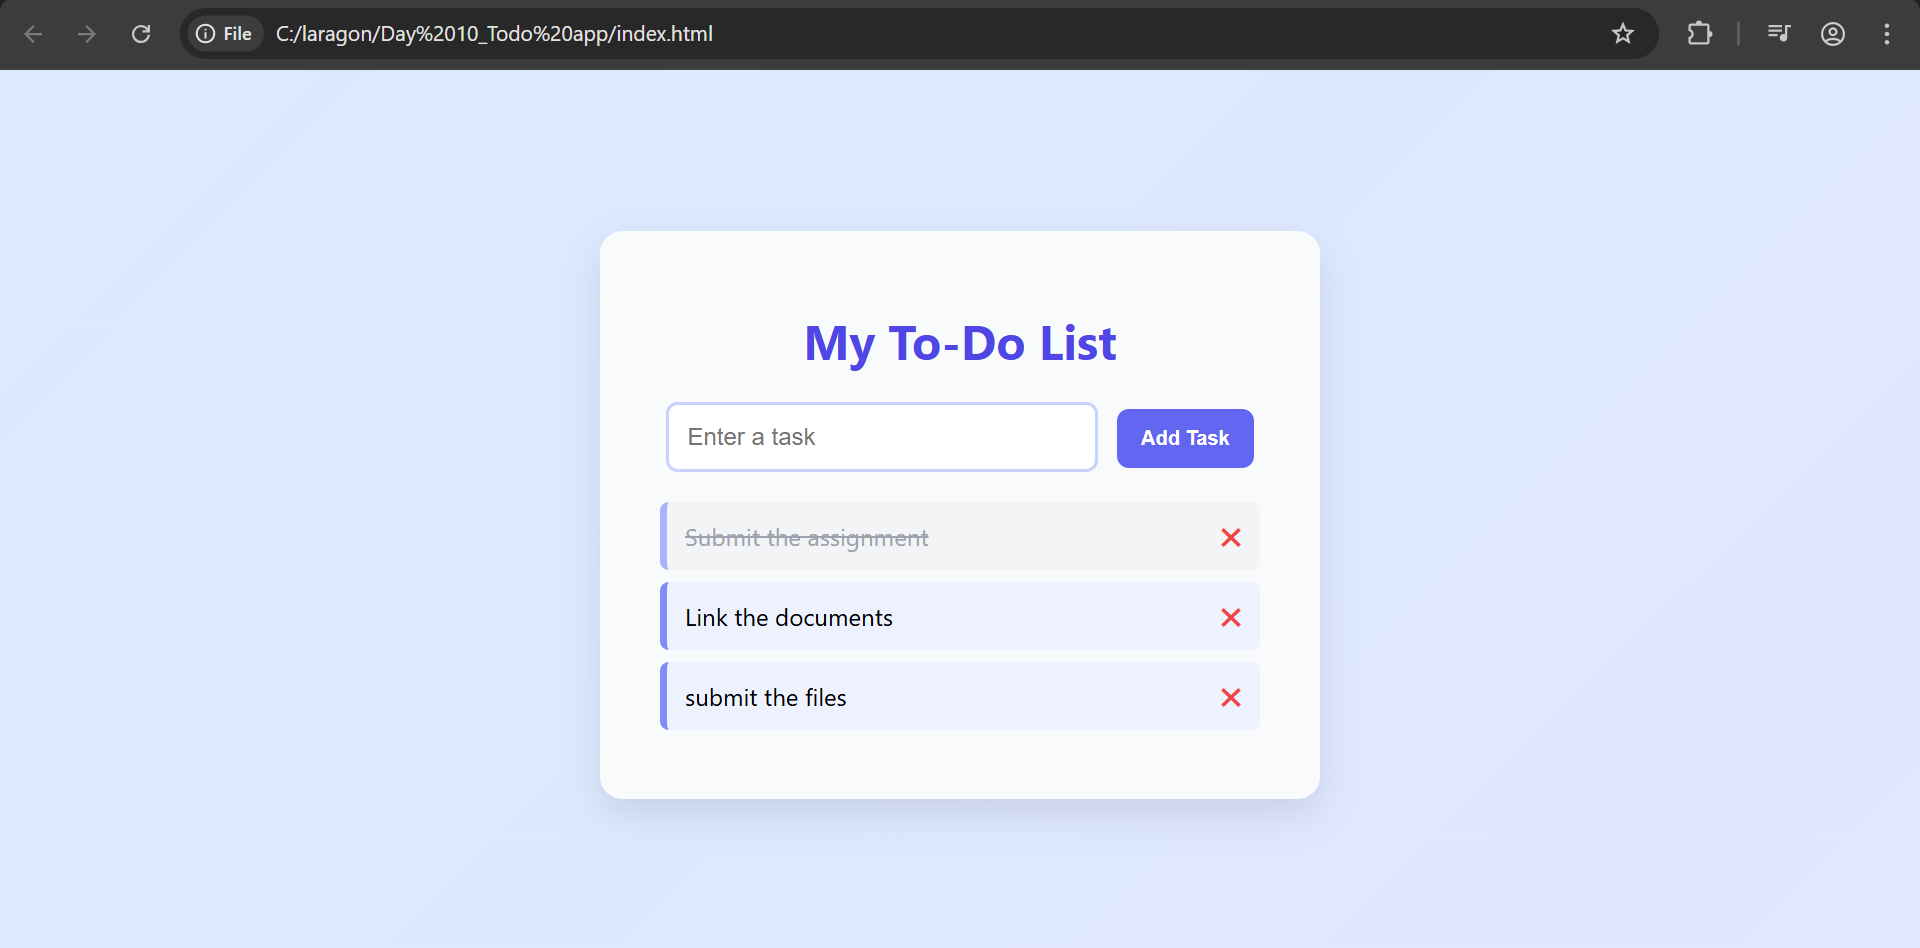 File C:/laragon/Day%2010_Todo%20app/index.html
My To-Do List
Enter a task
Add Task
Submit the assignment
Link the documents
submit the files